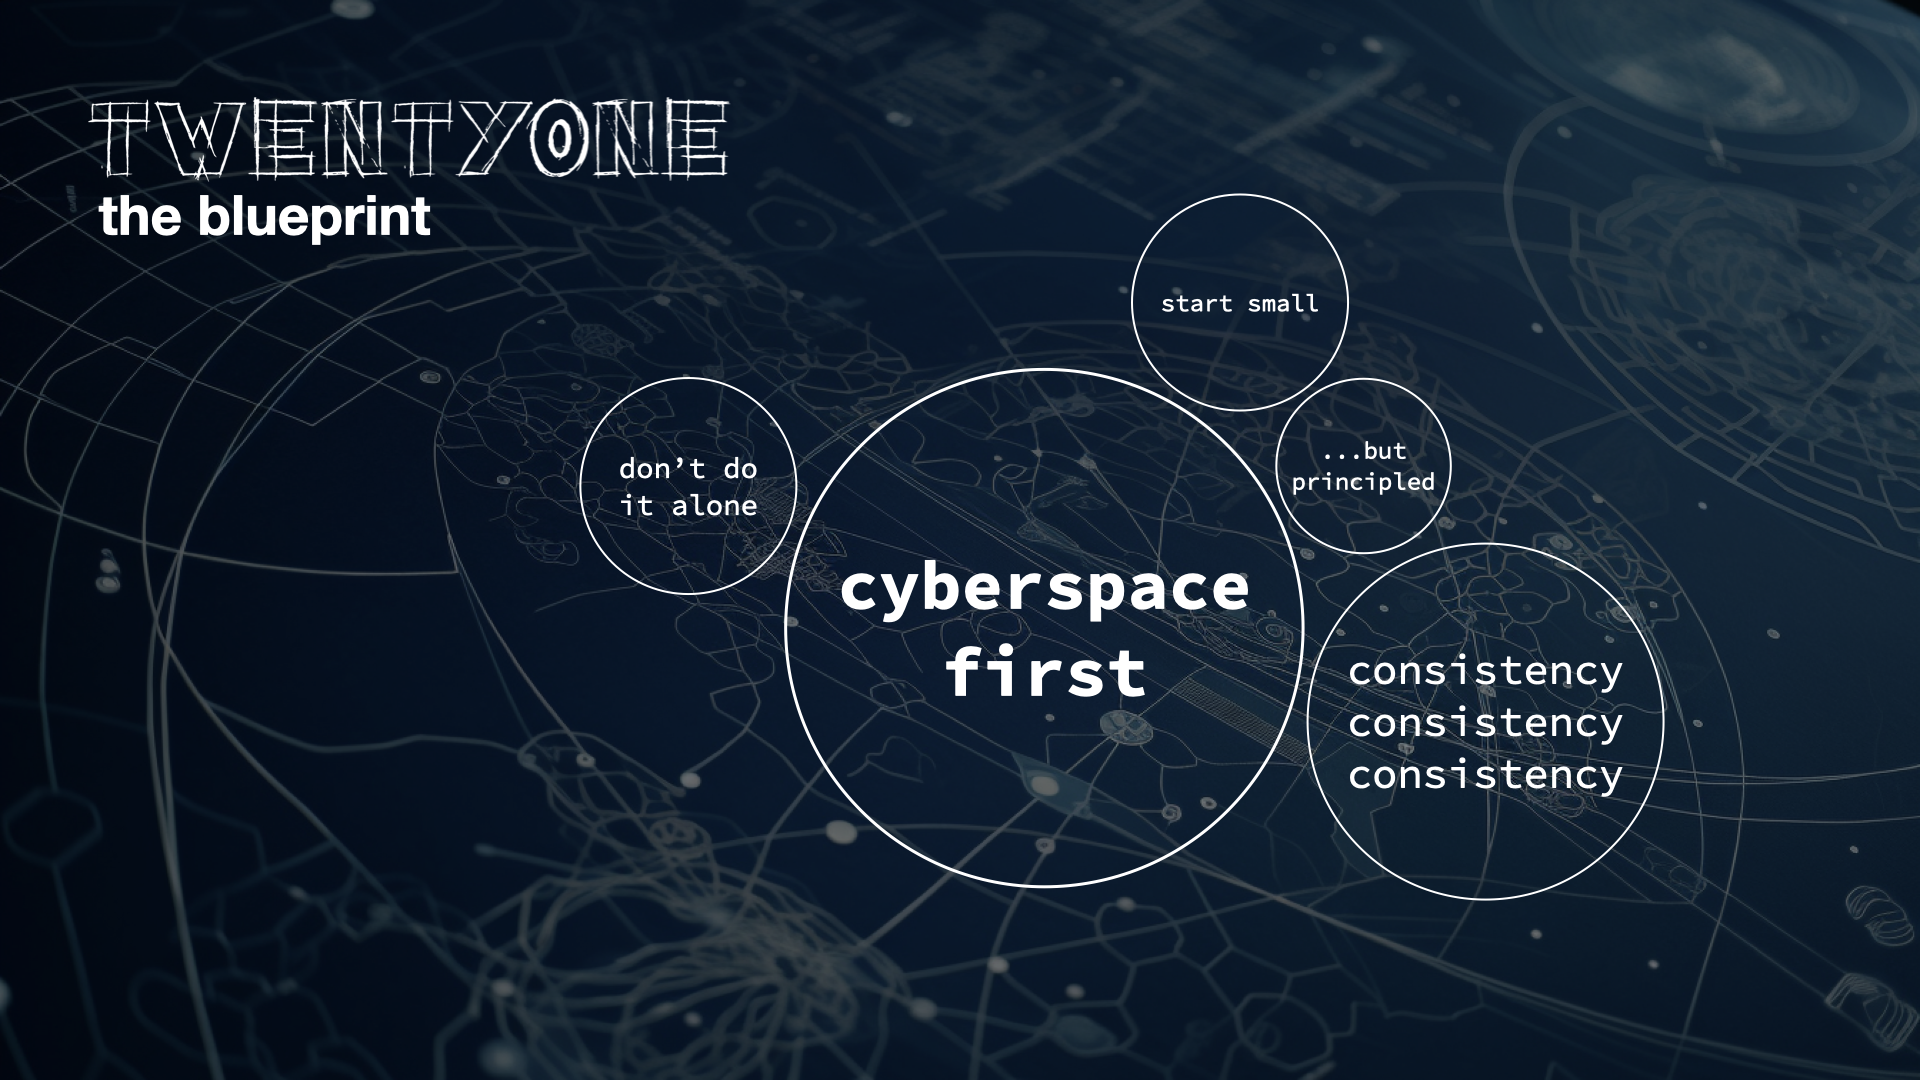 TWENTYONE
the blueprint
start small
...but
principled
don’t do
it alone
cyberspace
first
consistency
consistency
consistency